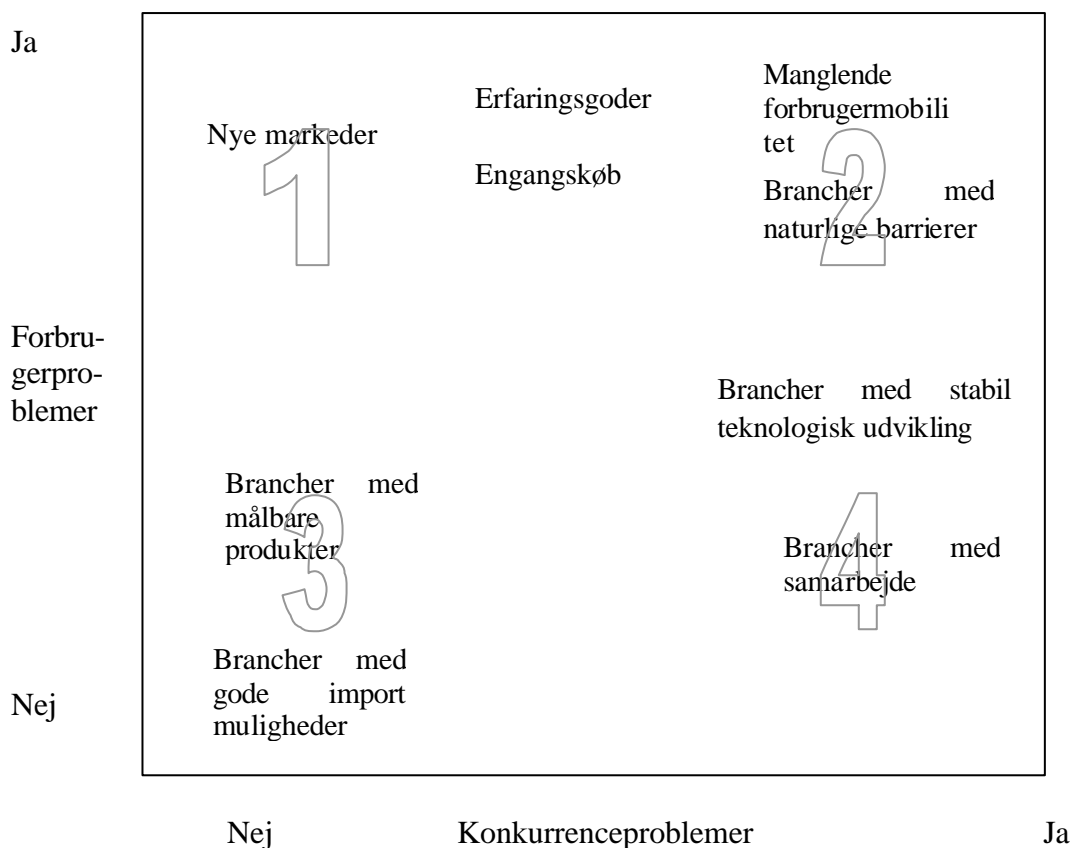 Ja
Nye markeder
1
Erfaringsgoder
Engangskøb
Manglende
forbrugermobili
tet
Brancher med
naturlige barrierer
2
Forbru-
gerpro-
blemer
Brancher med stabil
teknologisk udvikling
Brancher med
målbare
produkter
3
Brancher med
samarbejde
4
Brancher med
gode import
muligheder
Nej
Nej Konkurrenceproblemer Ja